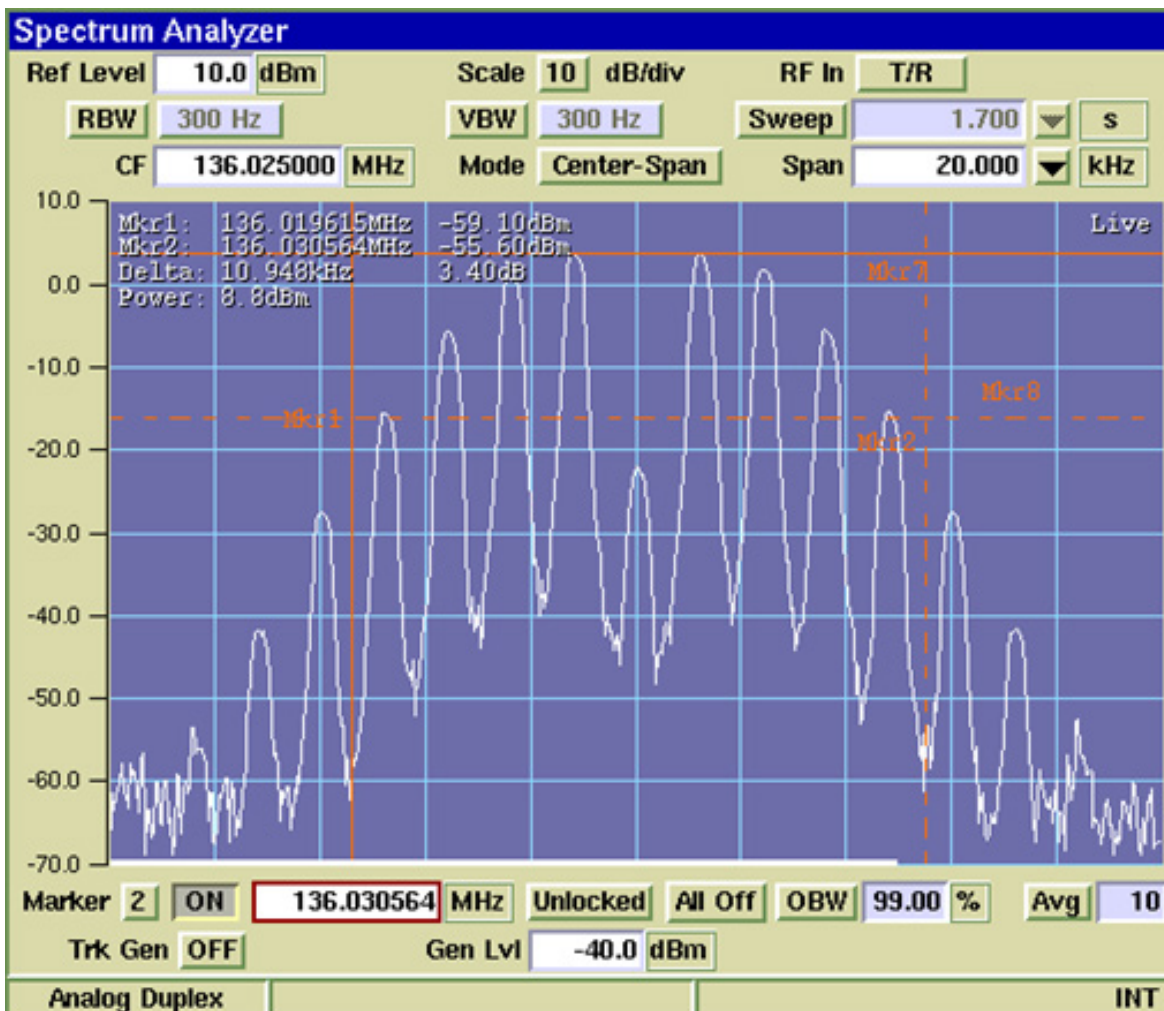 Spectrum Analyzer
Ref Level 10.0 dBm Scale 10 dB/div RF In T/R
RBW 300 Hz VBW 300 Hz Sweep 1.700 s
CF 136.025000 MHz Mode Center-Span Span 20.000 kHz
10.0
Mkr1: 136.019615MHz -59.10dBm Live
Mkr2: 136.030564MHz -55.60dBm
Delta: 10.948kHz 3.40dB
Mkr7
0.0
Power: 8.8dBm
-10.0
Mkr8
Mkr1
Mkr2
-20.0
-30.0
-40.0
-50.0
-60.0
-70.0
Marker 2 ON 136.030564 MHz Unlocked All Off OBW 99.00 % Avg 10
Trk Gen OFF Gen Lvl -40.0 dBm
Analog Duplex INT